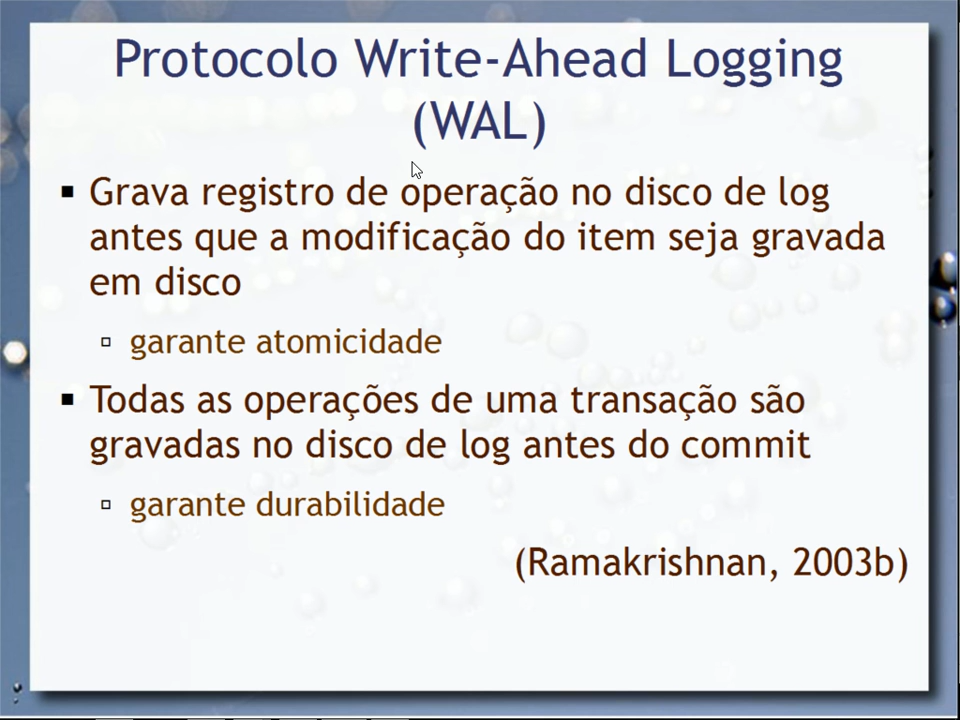 Protocolo Write-Ahead Logging
(WAL)
Grava registro de operação no disco de log
antes que a modificação do item seja gravada
em disco
garante atomicidade
Todas as operações de uma transação são
gravadas no disco de log antes do commit
garante durabilidade
(Ramakrishnan, 2003b)